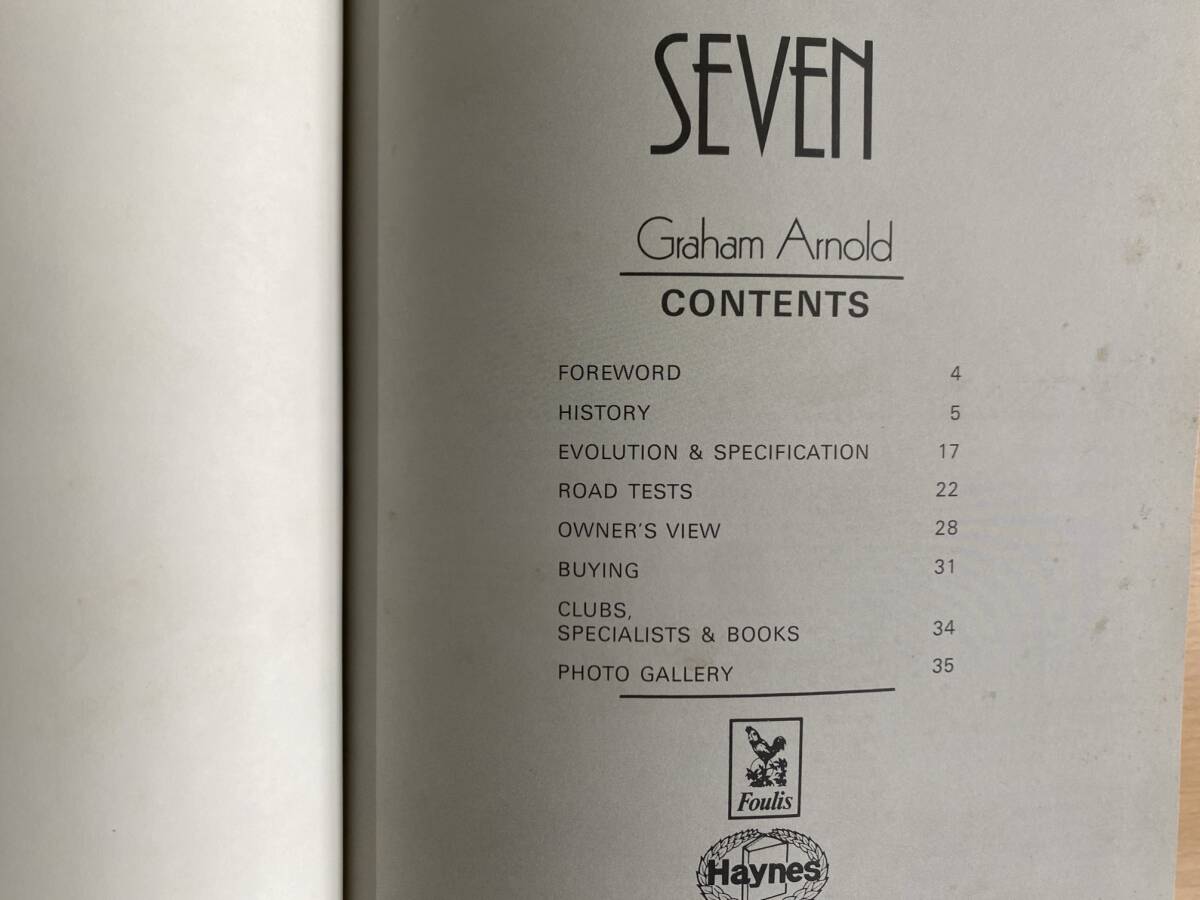 SEVEN
Graham Arnold
CONTENTS
FOREWORD 4
HISTORY 5
EVOLUTION & SPECIFICATION 17
ROAD TESTS 22
OWNER'S VIEW 28
BUYING 31
CLUBS,
SPECIALISTS & BOOKS 34
PHOTO GALLERY 35
Foulis
Haynes